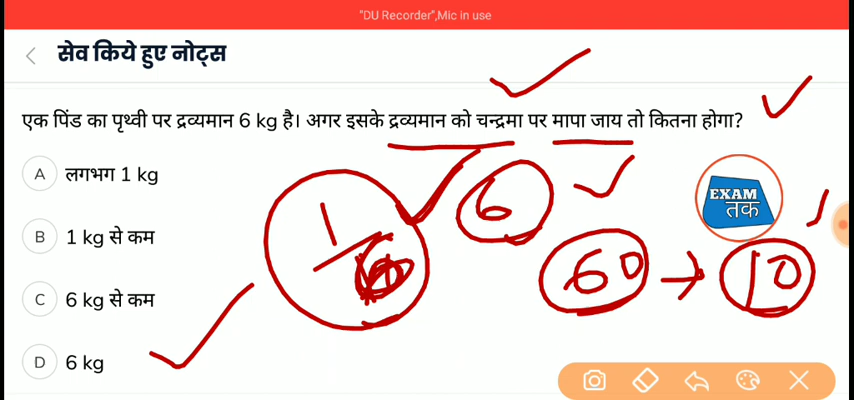 "DU Recorder",Mic in use
सेव किये हुए नोट्स
एक पिंड का पृथ्वी पर द्रव्यमान 6 kg है। अगर इसके द्रव्यमान को चन्द्रमा पर मापा जाय तो कितना होगा?
A लगभग 1 kg
B 1 kg से कम
C 6 kg से कम
D 6 kg
1/6
6
60 → 10
EXAM
तक